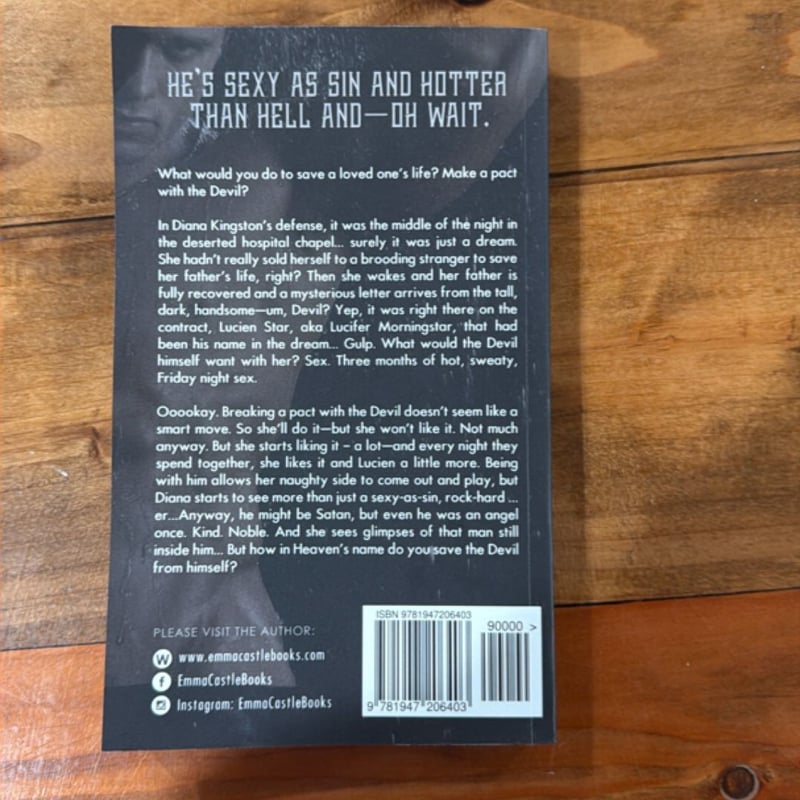 HE'S SEXY AS SIN AND HOTTER
THAN HELL AND—OH WAIT.
What would you do to save a loved one's life? Make a pact
with the Devil?
In Diana Kingston's defense, it was the middle of the night in
the deserted hospital chapel... surely it was just a dream.
She hadn't really sold herself to a brooding stranger to save
her father's life, right? Then she wakes and her father is
fully recovered and a mysterious letter arrives from the tall,
dark, handsome—um, Devil? Yep, it was right there on the
contract, Lucien Star, aka Lucifer Morningstar, that had
been his name in the dream... Gulp. What would the Devil
himself want with her? Sex. Three months of hot, sweaty,
Friday night sex.
Ooookay. Breaking a pact with the Devil doesn't seem like a
smart move. So she'll do it—but she won't like it. Not much
anyway. But she starts liking it – a lot—and every night they
spend together, she likes it and Lucien a little more. Being
with him allows her naughty side to come out and play, but
Diana starts to see more than just a sexy-as-sin, rock-hard ...
er...Anyway, he might be Satan, but even he was an angel
once. Kind. Noble. And she sees glimpses of that man still
inside him... But how in Heaven's name do you save the Devil
from himself?
PLEASE VISIT THE AUTHOR:
W www.emmacastlebooks.com
f EmmaCastleBooks
Instagram: EmmaCastleBooks
ISBN 9781947206403
90000 >
9 781947 206403